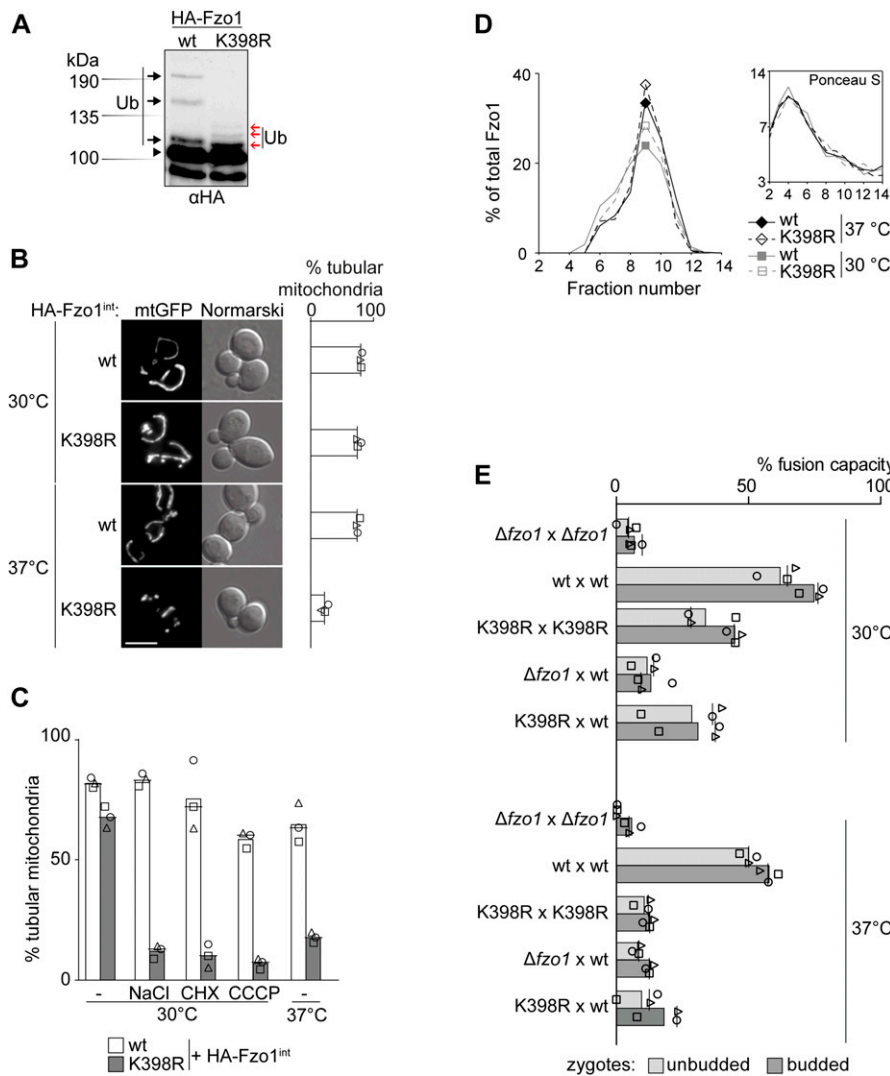 A
HA-Fzo1
wt K398R
kDa
190
135
100
Ub
Ub
αHA
B
% tubular
mitochondria
0 100
HA-Fzo1int: mtGFP Normarski
30°C
wt
K398R
37°C
wt
K398R
C
% tubular mitochondria
100
50
0
- NaCl CHX CCCP -
30°C 37°C
wt
K398R
+ HA-Fzo1int
D
% of total Fzo1
40
20
0
2 4 6 8 10 12 14
Fraction number
Ponceau S
14
7
3
2 4 6 8 10 12 14
wt
K398R
37 °C
wt
K398R
30 °C
E
% fusion capacity
0 50 100
Δfzo1 x Δfzo1
wt x wt
K398R x K398R
Δfzo1 x wt
K398R x wt
30°C
Δfzo1 x Δfzo1
wt x wt
K398R x K398R
Δfzo1 x wt
K398R x wt
37°C
zygotes: unbudded budded